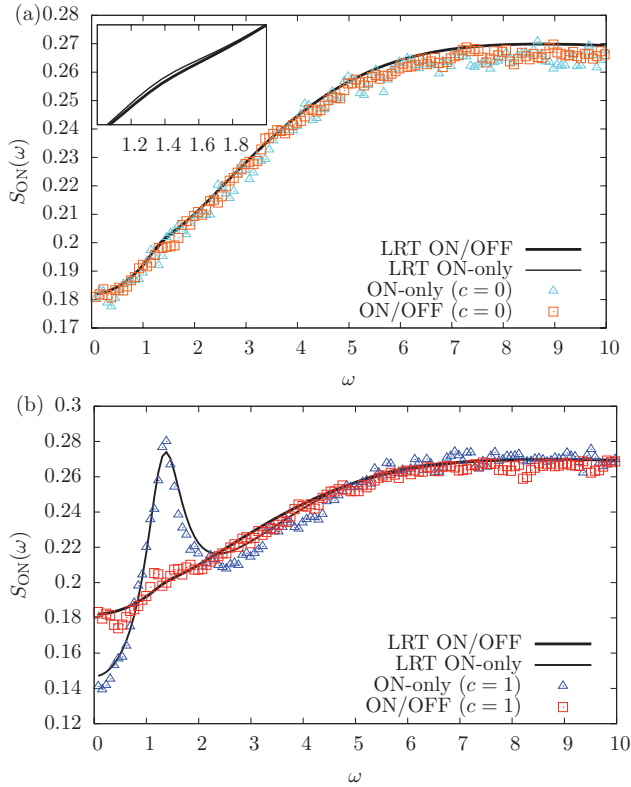 (a)
0.28
0.27
0.26
0.25
0.24
0.23
0.22
0.21
0.2
0.19
0.18
0.17
S_ON(ω)
1.2 1.4 1.6 1.8
LRT ON/OFF
LRT ON-only
ON-only (c = 0)
ON/OFF (c = 0)
0 1 2 3 4 5 6 7 8 9 10
ω
(b)
0.3
0.28
0.26
0.24
0.22
0.2
0.18
0.16
0.14
0.12
S_ON(ω)
LRT ON/OFF
LRT ON-only
ON-only (c = 1)
ON/OFF (c = 1)
0 1 2 3 4 5 6 7 8 9 10
ω